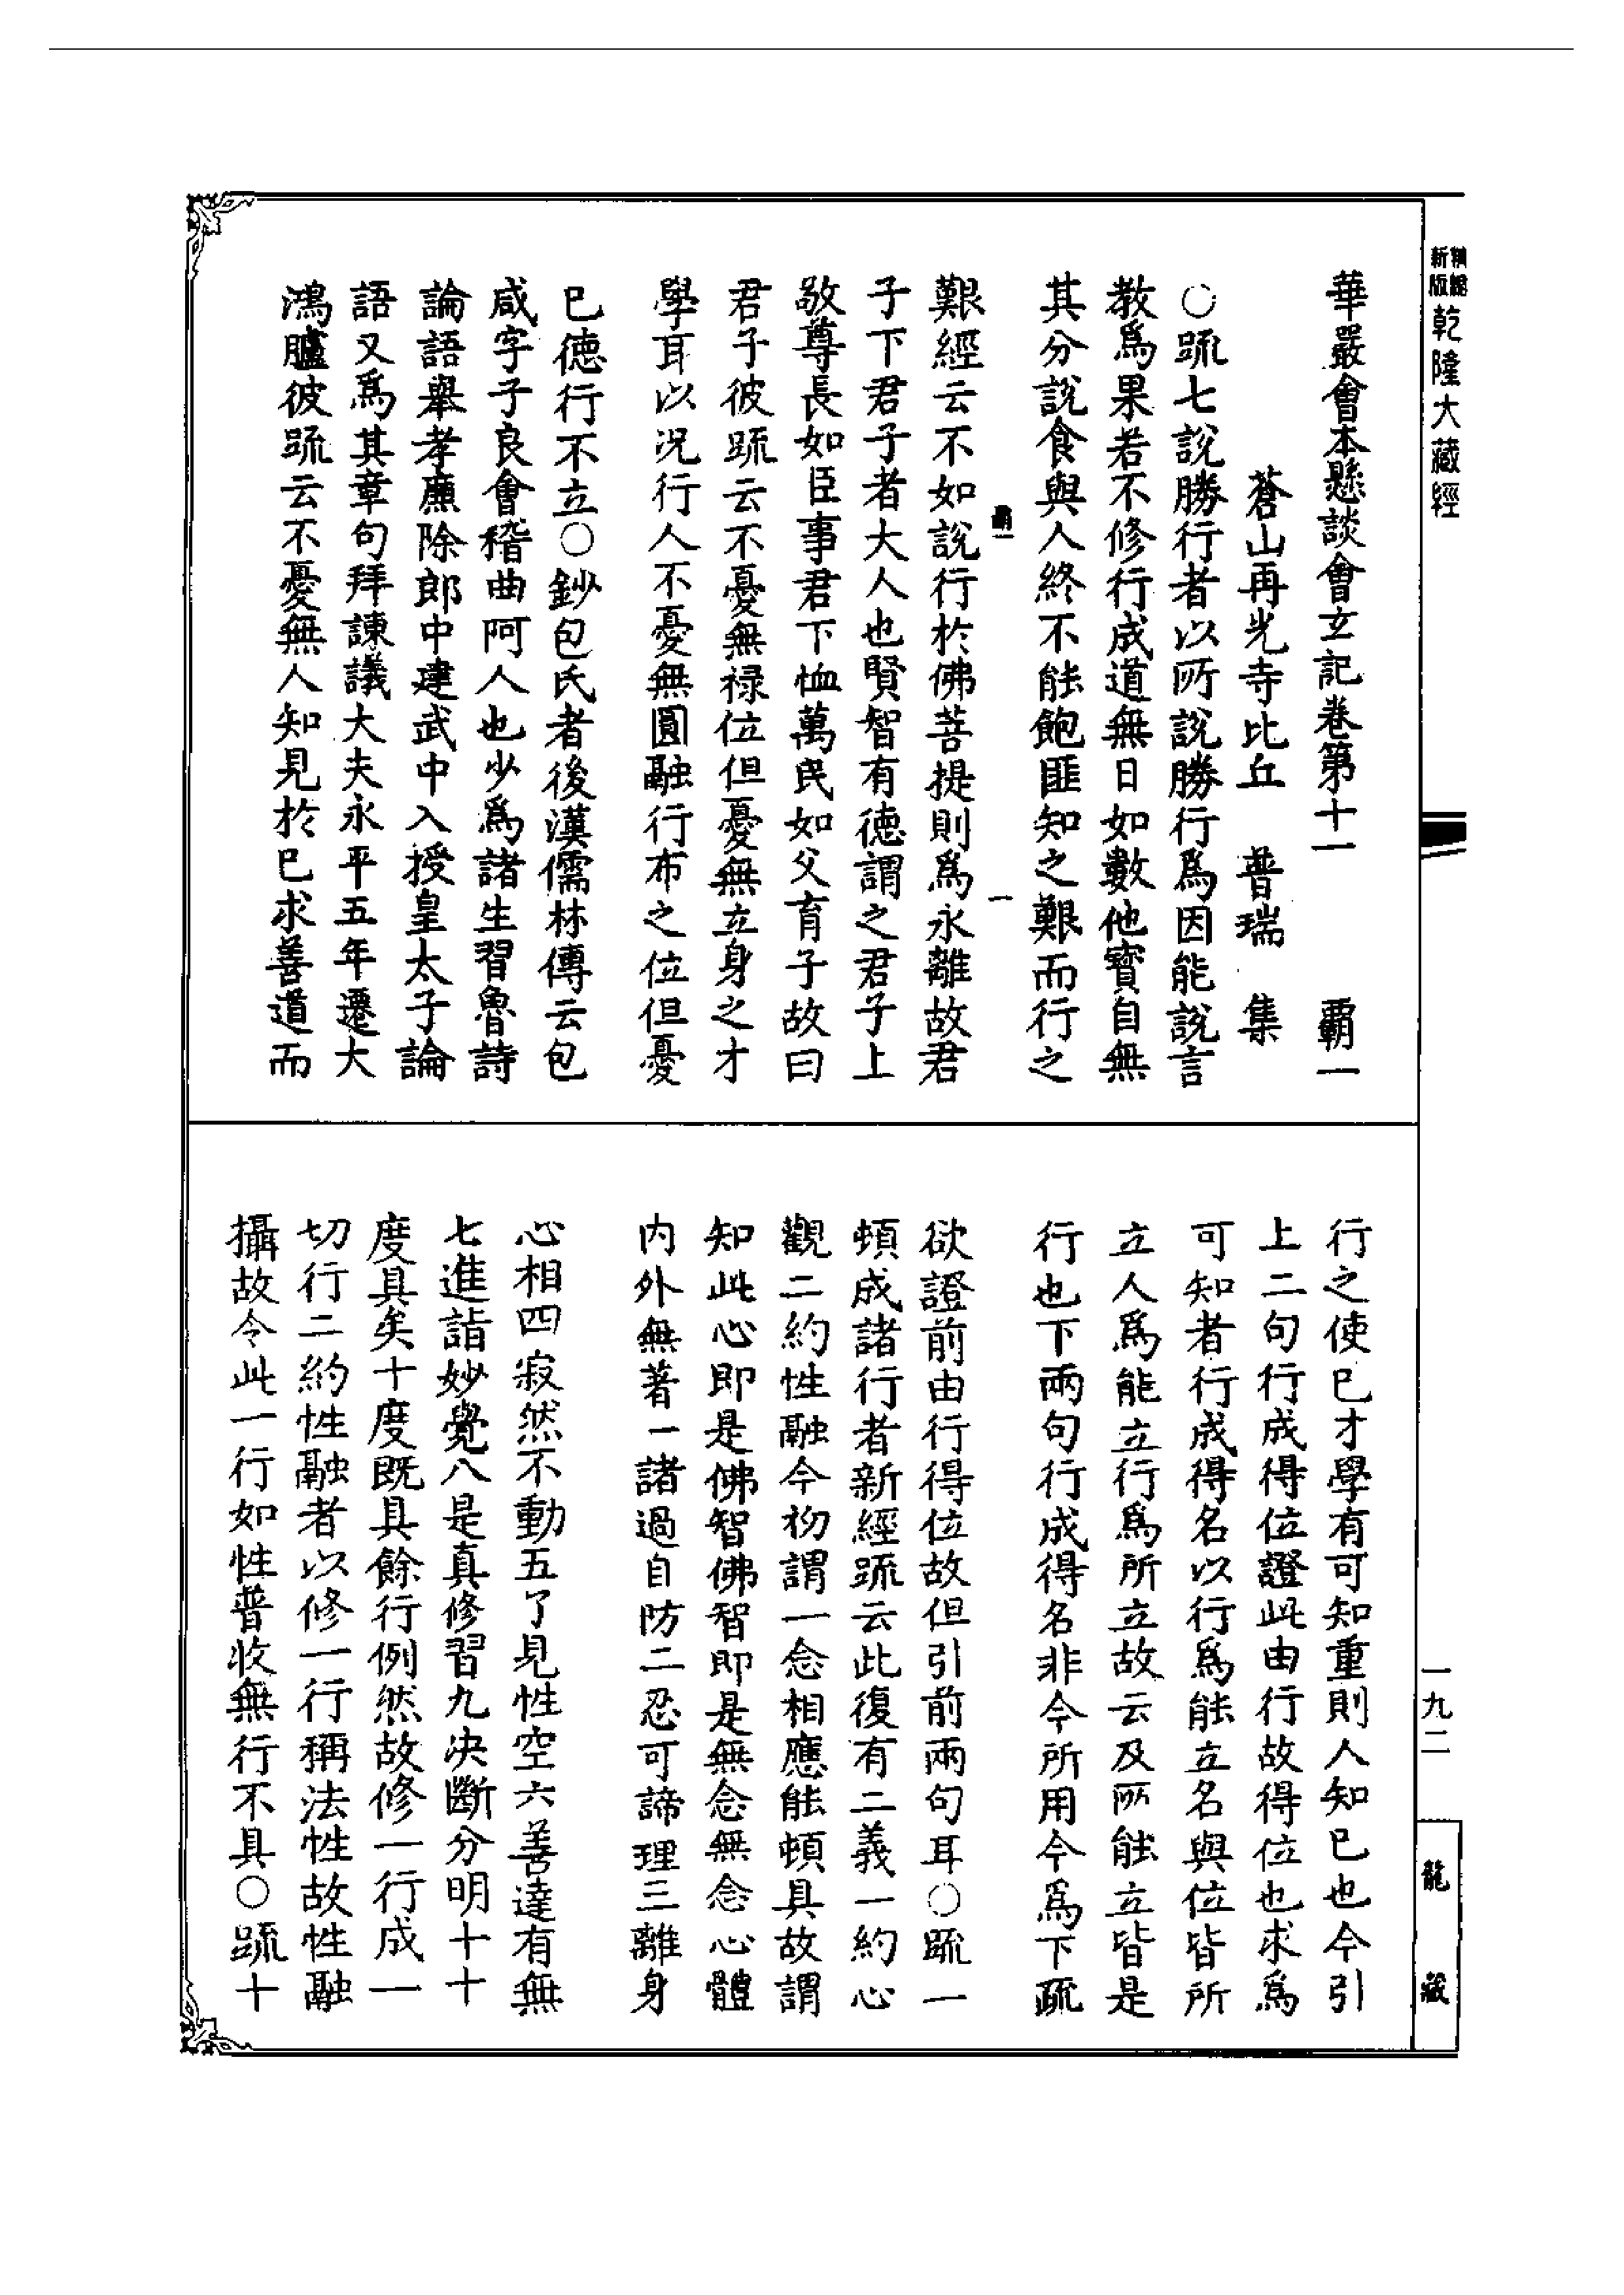 新版精縮乾隆大藏經
華嚴會本懸談會玄記卷第十一 霸一
蒼山再光寺比丘 普瑞 集
○䟽七說勝行者以所說勝行爲因能說言
教爲果若不修行成道無日如數他寶自無
其分說食與人終不能飽匪知之艱而行之
霸一 一
艱經云不如說行於佛菩提則爲永離故君
子下君子者大人也賢智有德謂之君子上
敬尊長如臣事君下恤萬民如父育子故曰
君子彼䟽云不憂無祿位但憂無立身之才
學耳以况行人不憂無圓融行布之位但憂
巳德行不立○鈔包氏者後漢儒林傳云包
咸字子良會稽曲阿人也少爲諸生習魯詩
論語舉孝廉除郎中建武中入授皇太子論
語又爲其章句拜諫議大夫永平五年遷大
鴻臚彼䟽云不憂無人知見於巳求善道而
行之使巳才學有可知重則人知巳也今引
上二句行成得位證此由行故得位也求爲
可知者行成得名以行爲能立名與位皆所
立人爲能立行爲所立故云及所能立皆是
行也下兩句行成得名非今所用今爲下䟽
欲證前由行得位故但引前兩句耳○䟽一
頓成諸行者新經䟽云此復有二義一約心
觀二約性融今初謂一念相應能頓具故謂
知此心即是佛智佛智即是無念無念心體
内外無著一諸過自防二忍可諦理三離身
心相四寂然不動五了見性空六善達有無
七進詣妙覺八是真修習九决斷分明十十
度具矣十度既具餘行例然故修一行成一
切行二約性融者以修一行稱法性故性融
攝故令此一行如性普收無行不具○䟽十
一九二
龍藏